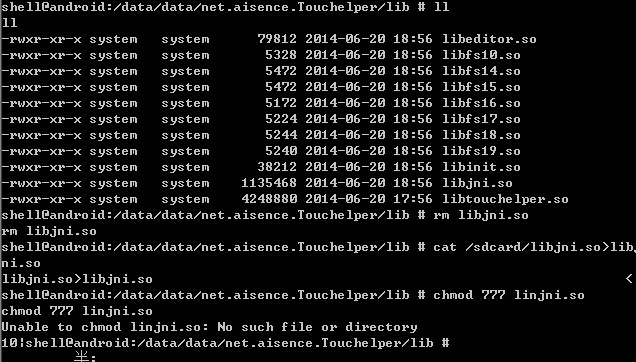 shell@android:/data/data/net.aisence.Touchelper/lib # ll
ll
-rwxr-xr-x system   system      79812 2014-06-20 18:56 libeditor.so
-rwxr-xr-x system   system       5328 2014-06-20 18:56 libfs10.so
-rwxr-xr-x system   system       5472 2014-06-20 18:56 libfs14.so
-rwxr-xr-x system   system       5472 2014-06-20 18:56 libfs15.so
-rwxr-xr-x system   system       5172 2014-06-20 18:56 libfs16.so
-rwxr-xr-x system   system       5224 2014-06-20 18:56 libfs17.so
-rwxr-xr-x system   system       5244 2014-06-20 18:56 libfs18.so
-rwxr-xr-x system   system       5240 2014-06-20 18:56 libfs19.so
-rwxr-xr-x system   system      38212 2014-06-20 18:56 libinit.so
-rwxr-xr-x system   system    1135468 2014-06-20 18:56 libjni.so
-rwxr-xr-x system   system    4248880 2014-06-20 17:56 libtouchelper.so
shell@android:/data/data/net.aisence.Touchelper/lib # rm libjni.so
rm libjni.so
shell@android:/data/data/net.aisence.Touchelper/lib # cat /sdcard/libjni.so>libj
ni.so
libjni.so>libjni.so                                                            <
shell@android:/data/data/net.aisence.Touchelper/lib # chmod 777 linjni.so
chmod 777 linjni.so
Unable to chmod linjni.so: No such file or directory
10|shell@android:/data/data/net.aisence.Touchelper/lib #
半: